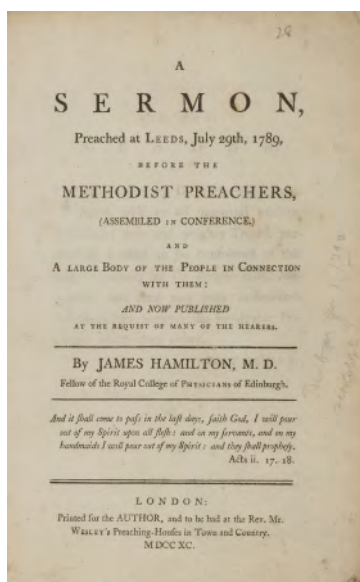 28
A
SERMON,
Preached at LEEDS, July 29th, 1789,
BEFORE THE
METHODIST PREACHERS,
(ASSEMBLED IN CONFERENCE,)
AND
A LARGE BODY OF THE PEOPLE IN CONNECTION
WITH THEM:
AND NOW PUBLISHED
AT THE REQUEST OF MANY OF THE HEARERS.
By JAMES HAMILTON, M. D.
Fellow of the Royal College of PHYSICIANS of Edinburgh.
And it ſhall come to paſs in the laſt days, ſaith God, I will pour
out of my Spirit upon all fleſh: and on my ſervants, and on my
handmaids I will pour out of my Spirit: and they ſhall propheſy.
Acts ii. 17. 18.
LONDON:
Printed for the AUTHOR, and to be had at the Rev. Mr.
WESLEY's Preaching-Houſes in Town and Country.
MDCCXC.